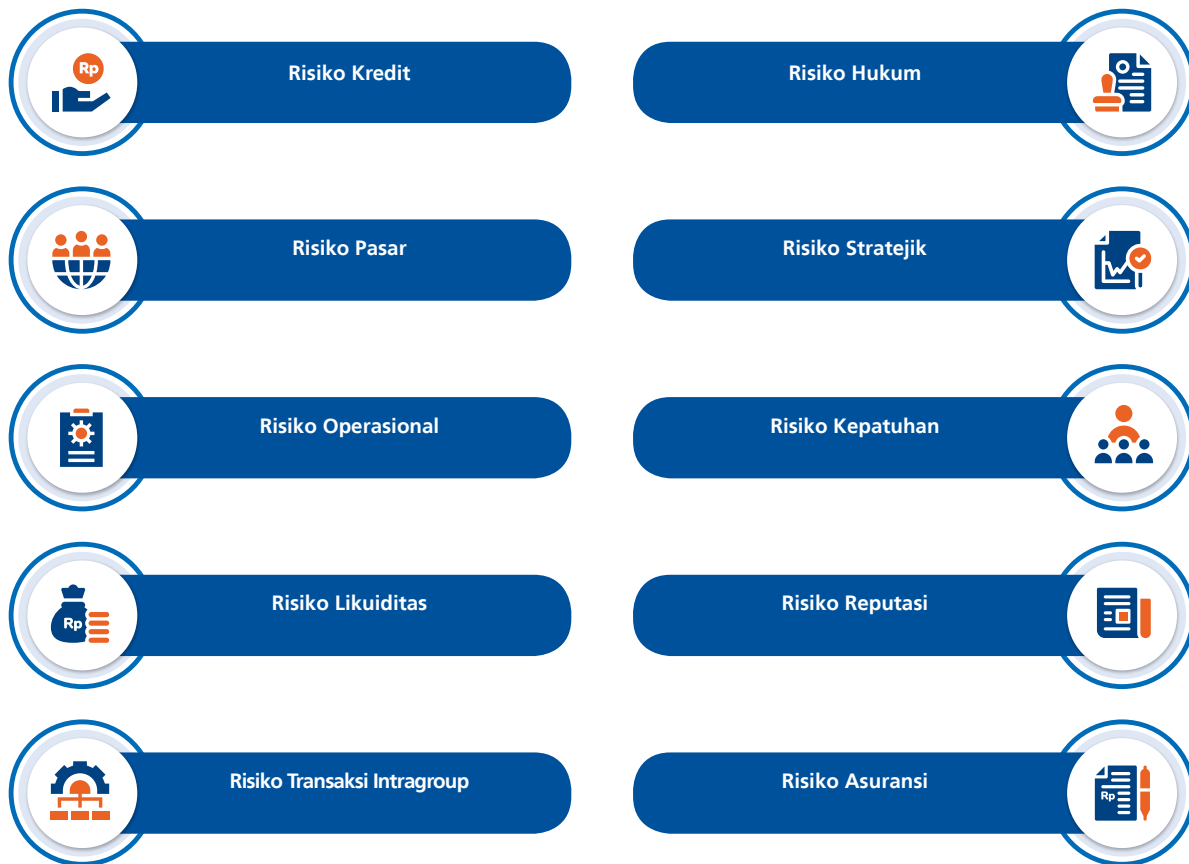 Rp
Risiko Kredit
Risiko Pasar
Risiko Operasional
Rp
Risiko Likuiditas
Risiko Transaksi Intragroup
Risiko Hukum
Risiko Stratejik
Risiko Kepatuhan
Risiko Reputasi
Risiko Asuransi
Rp